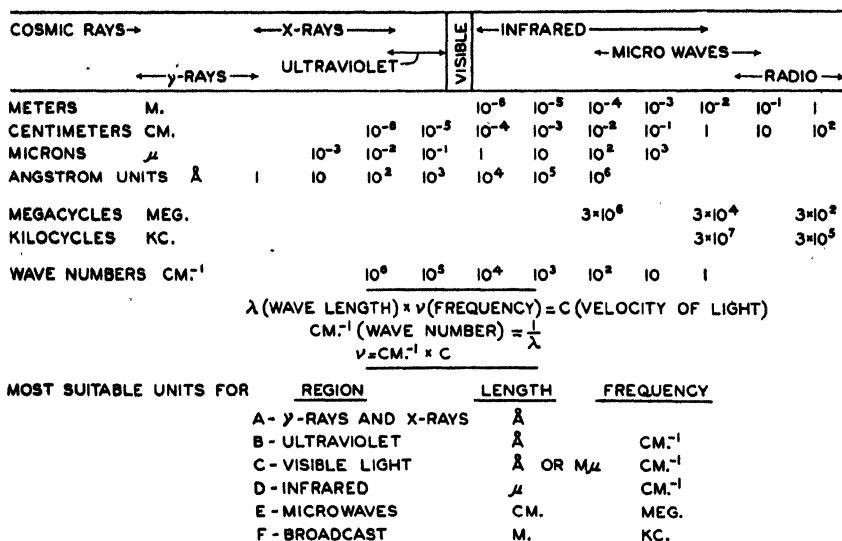 COSMIC RAYS→ ←X-RAYS→ VISIBLE ←INFRARED→
ULTRAVIOLET ←MICRO WAVES→
←γ-RAYS→ ←RADIO→
METERS M. 10⁻⁶ 10⁻⁵ 10⁻⁴ 10⁻³ 10⁻² 10⁻¹ 1
CENTIMETERS CM. 10⁻⁶ 10⁻⁵ 10⁻⁴ 10⁻³ 10⁻² 10⁻¹ 1 10 10²
MICRONS μ 10⁻³ 10⁻² 10⁻¹ 1 10 10² 10³
ANGSTROM UNITS Å 1 10 10² 10³ 10⁴ 10⁵ 10⁶
MEGACYCLES MEG. 3×10⁶ 3×10⁴ 3×10²
KILOCYCLES KC. 3×10⁷ 3×10⁵
WAVE NUMBERS CM.⁻¹ 10⁶ 10⁵ 10⁴ 10³ 10² 10 1
λ (WAVE LENGTH) × ν (FREQUENCY) = C (VELOCITY OF LIGHT)
CM.⁻¹ (WAVE NUMBER) = 1/λ
ν = CM.⁻¹ × C
MOST SUITABLE UNITS FOR REGION LENGTH FREQUENCY
A - γ-RAYS AND X-RAYS Å
B - ULTRAVIOLET Å CM.⁻¹
C - VISIBLE LIGHT Å OR Mμ CM.⁻¹
D - INFRARED μ CM.⁻¹
E - MICROWAVES CM. MEG.
F - BROADCAST M. KC.